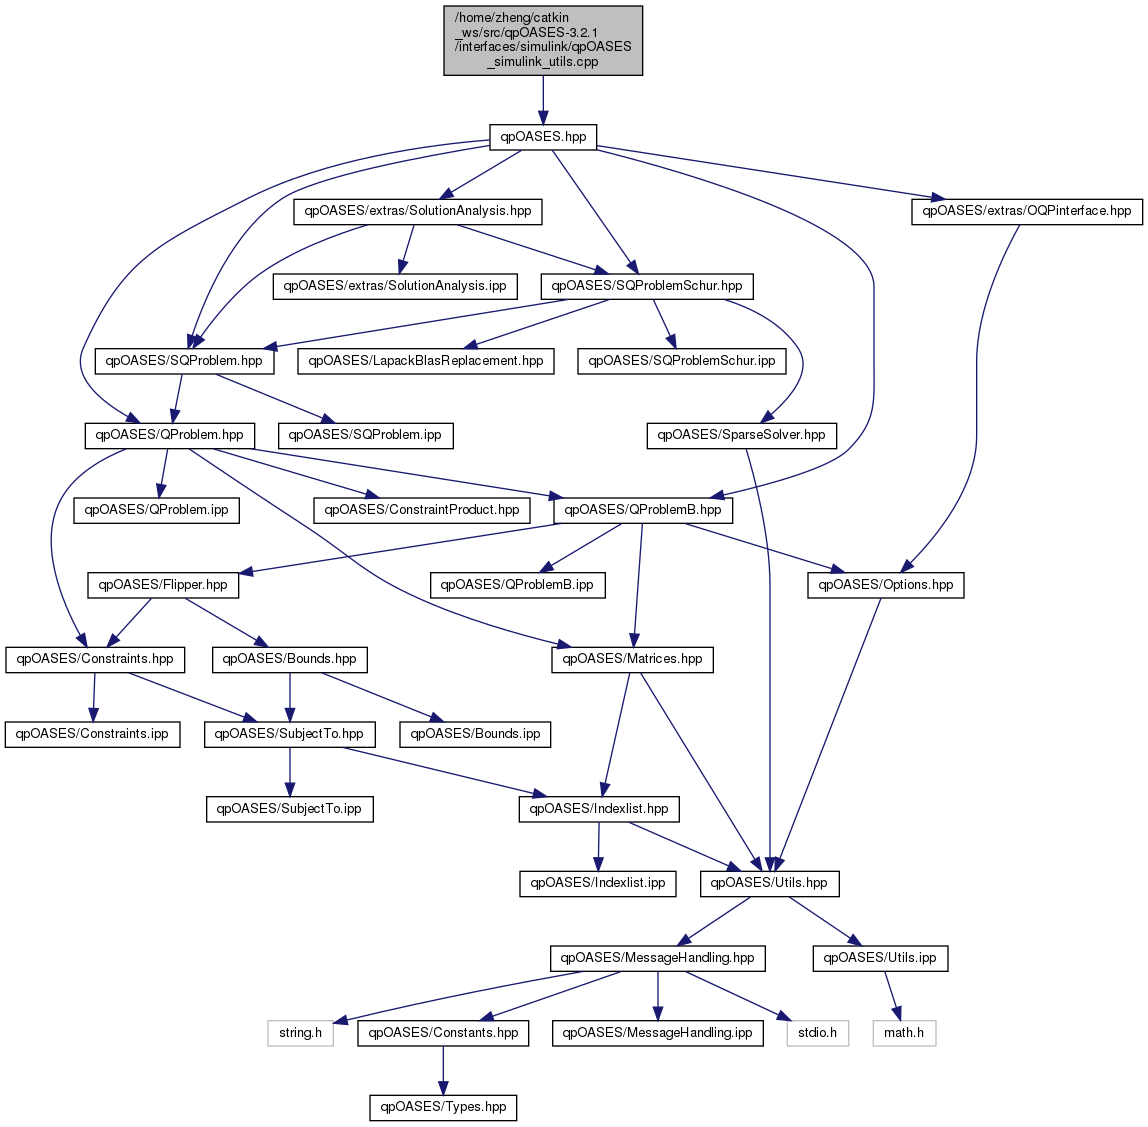 /home/zheng/catkin
_ws/src/qpOASES-3.2.1
/interfaces/simulink/qpOASES
_simulink_utils.cpp
qpOASES.hpp
qpOASES/extras/SolutionAnalysis.hpp
qpOASES/extras/OQPinterface.hpp
qpOASES/extras/SolutionAnalysis.ipp
qpOASES/SQProblemSchur.hpp
qpOASES/SQProblem.hpp
qpOASES/LapackBlasReplacement.hpp
qpOASES/SQProblemSchur.ipp
qpOASES/QProblem.hpp
qpOASES/SQProblem.ipp
qpOASES/SparseSolver.hpp
qpOASES/QProblem.ipp
qpOASES/ConstraintProduct.hpp
qpOASES/QProblemB.hpp
qpOASES/Flipper.hpp
qpOASES/QProblemB.ipp
qpOASES/Options.hpp
qpOASES/Constraints.hpp
qpOASES/Bounds.hpp
qpOASES/Matrices.hpp
qpOASES/Constraints.ipp
qpOASES/SubjectTo.hpp
qpOASES/Bounds.ipp
qpOASES/SubjectTo.ipp
qpOASES/Indexlist.hpp
qpOASES/Indexlist.ipp
qpOASES/Utils.hpp
qpOASES/MessageHandling.hpp
qpOASES/Utils.ipp
string.h
qpOASES/Constants.hpp
qpOASES/MessageHandling.ipp
stdio.h
math.h
qpOASES/Types.hpp